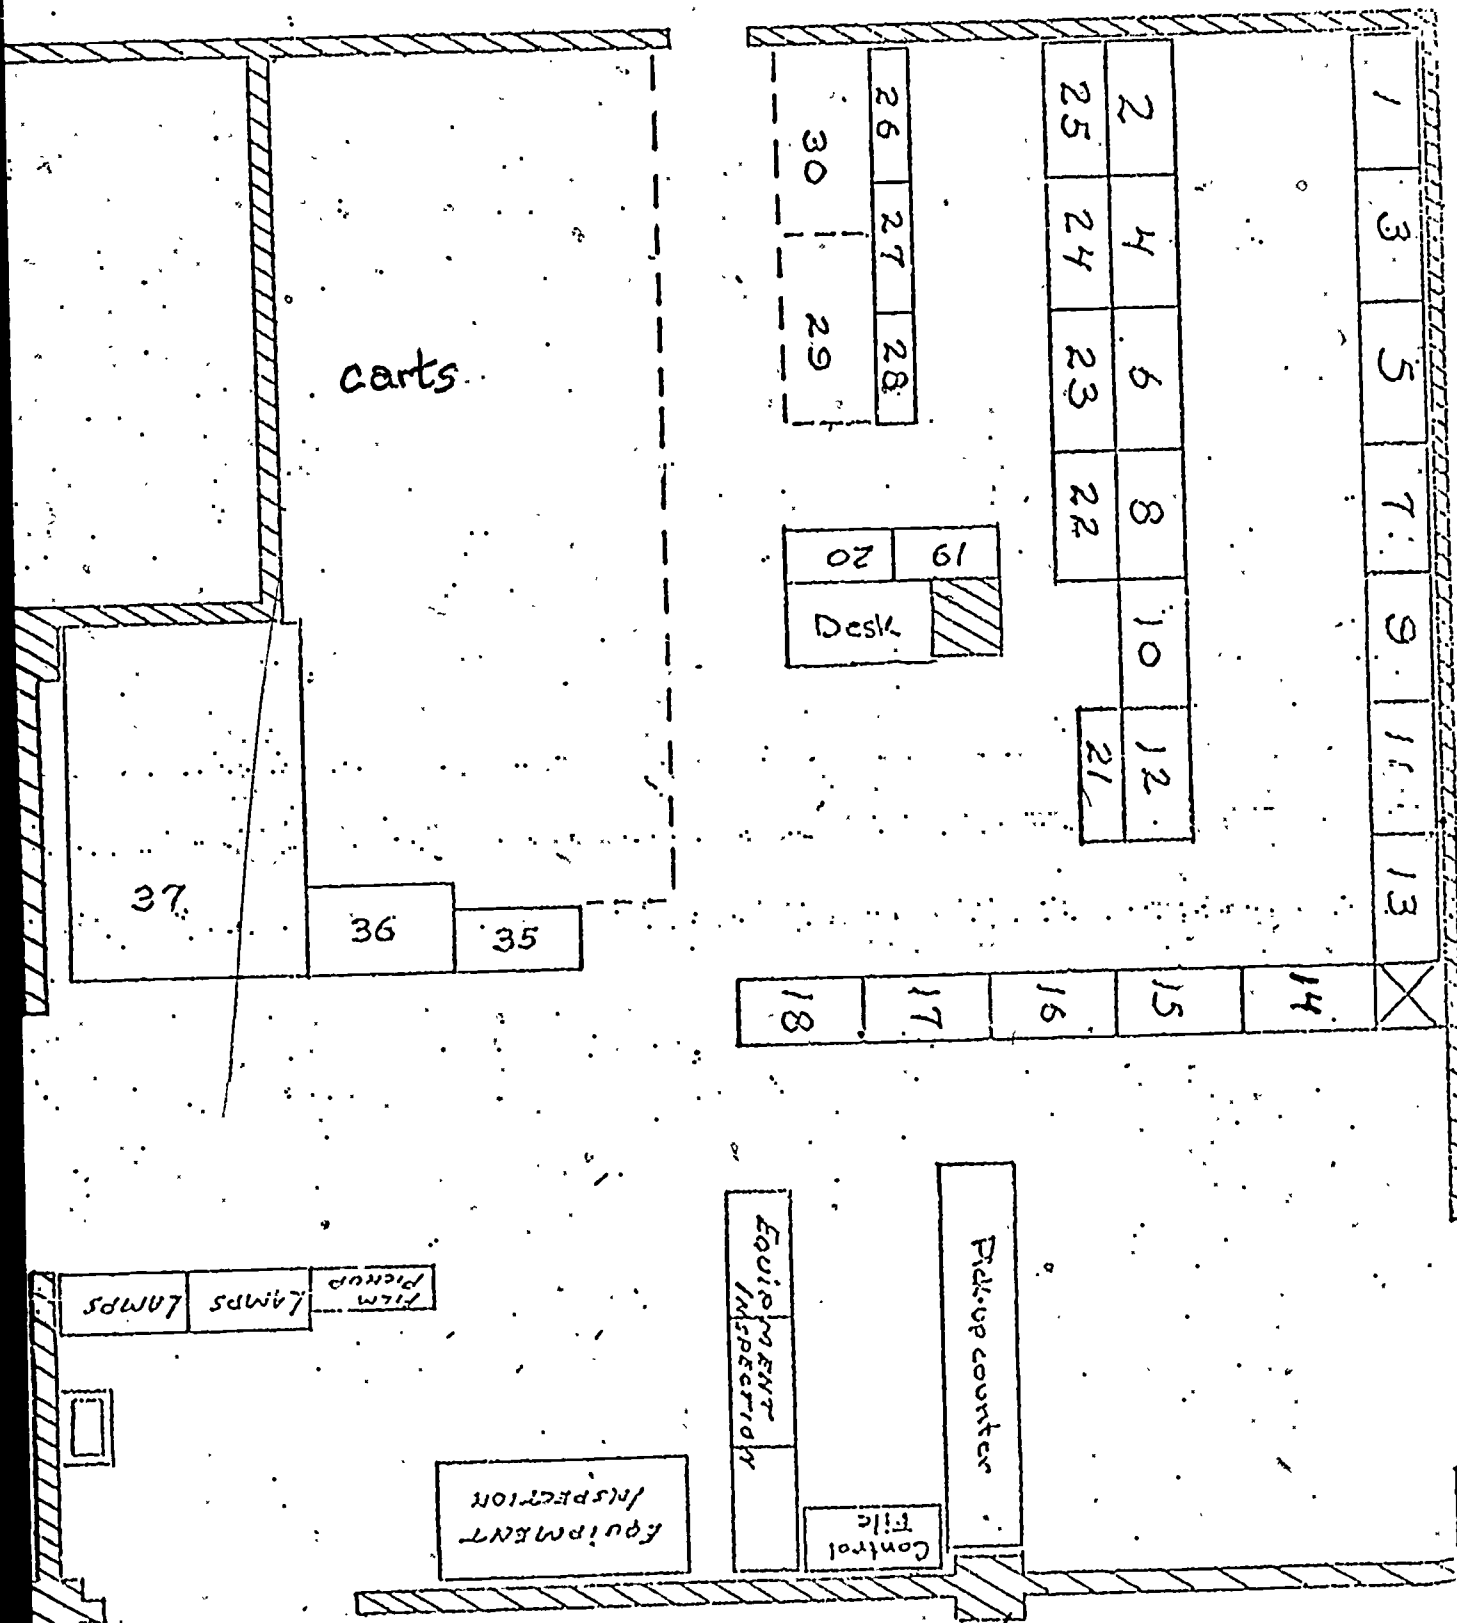 1
2
25
26
30
3
4
24
27
5
6
23
28
29
carts
7
8
22
19
20
Desk
9
10
11
12
21
13
37
36
35
14
15
16
17
18
Pick-up counter
EQUIPMENT
INSPECTION
FILM
PICKUP
LAMPS
LAMPS
EQUIPMENT
INSPECTION
Control
File